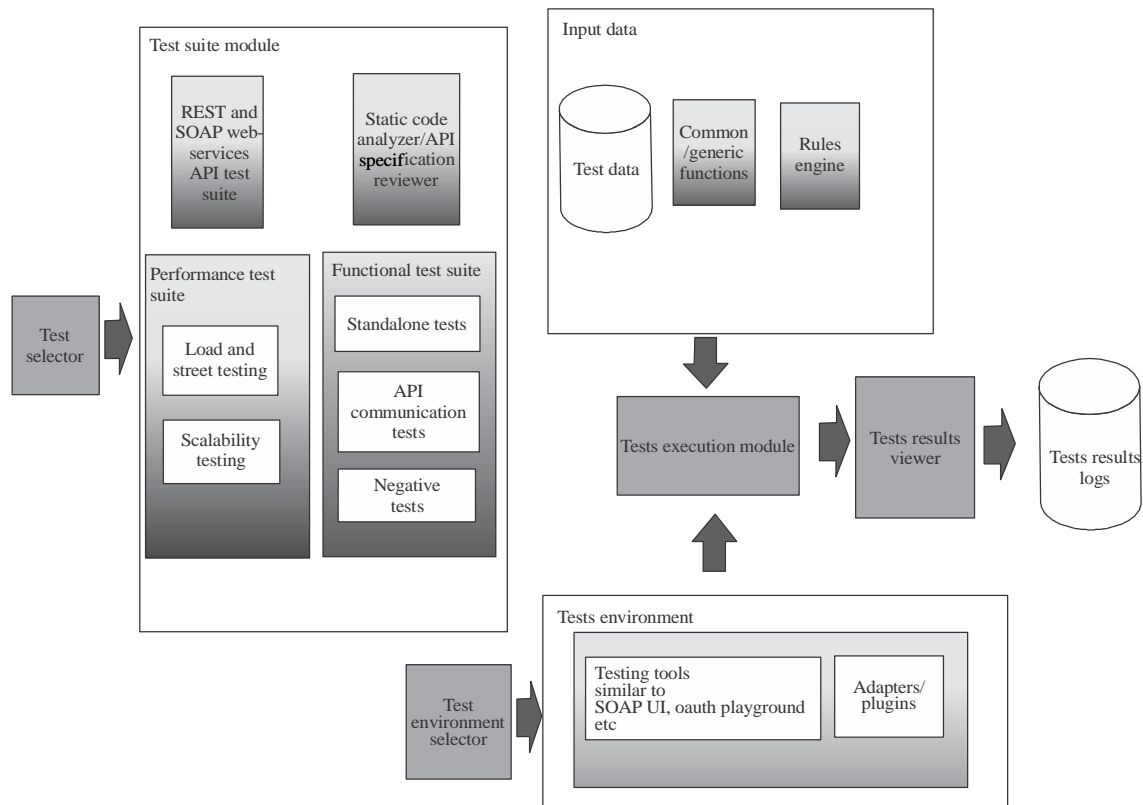 Test suite module
REST and
SOAP web-
services
API test
suite
Static code
analyzer/API
specification
reviewer
Performance test
suite
Load and
street testing
Scalability
testing
Functional test suite
Standalone tests
API
communication
tests
Negative
tests
Test
selector
Input data
Test data
Common
/generic
functions
Rules
engine
Tests execution module
Tests results
viewer
Tests results
logs
Tests environment
Testing tools
similar to
SOAP UI, oauth playground
etc
Adapters/
plugins
Test
environment
selector